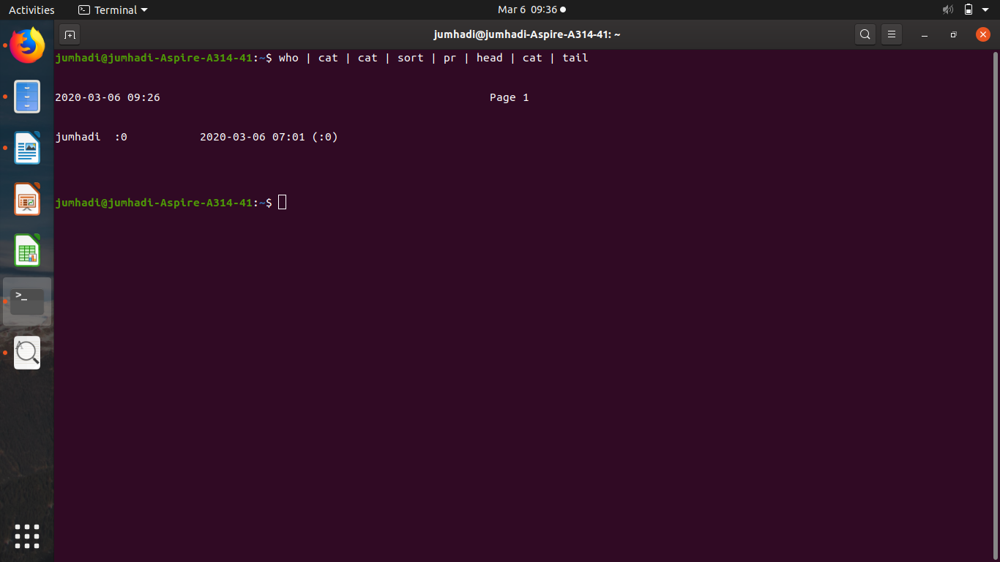 Activities Terminal Mar 6 09:36
jumhadi@jumhadi-Aspire-A314-41: ~
jumhadi@jumhadi-Aspire-A314-41:~$ who | cat | cat | sort | pr | head | cat | tail
2020-03-06 09:26 Page 1
jumhadi :0 2020-03-06 07:01 (:0)
jumhadi@jumhadi-Aspire-A314-41:~$